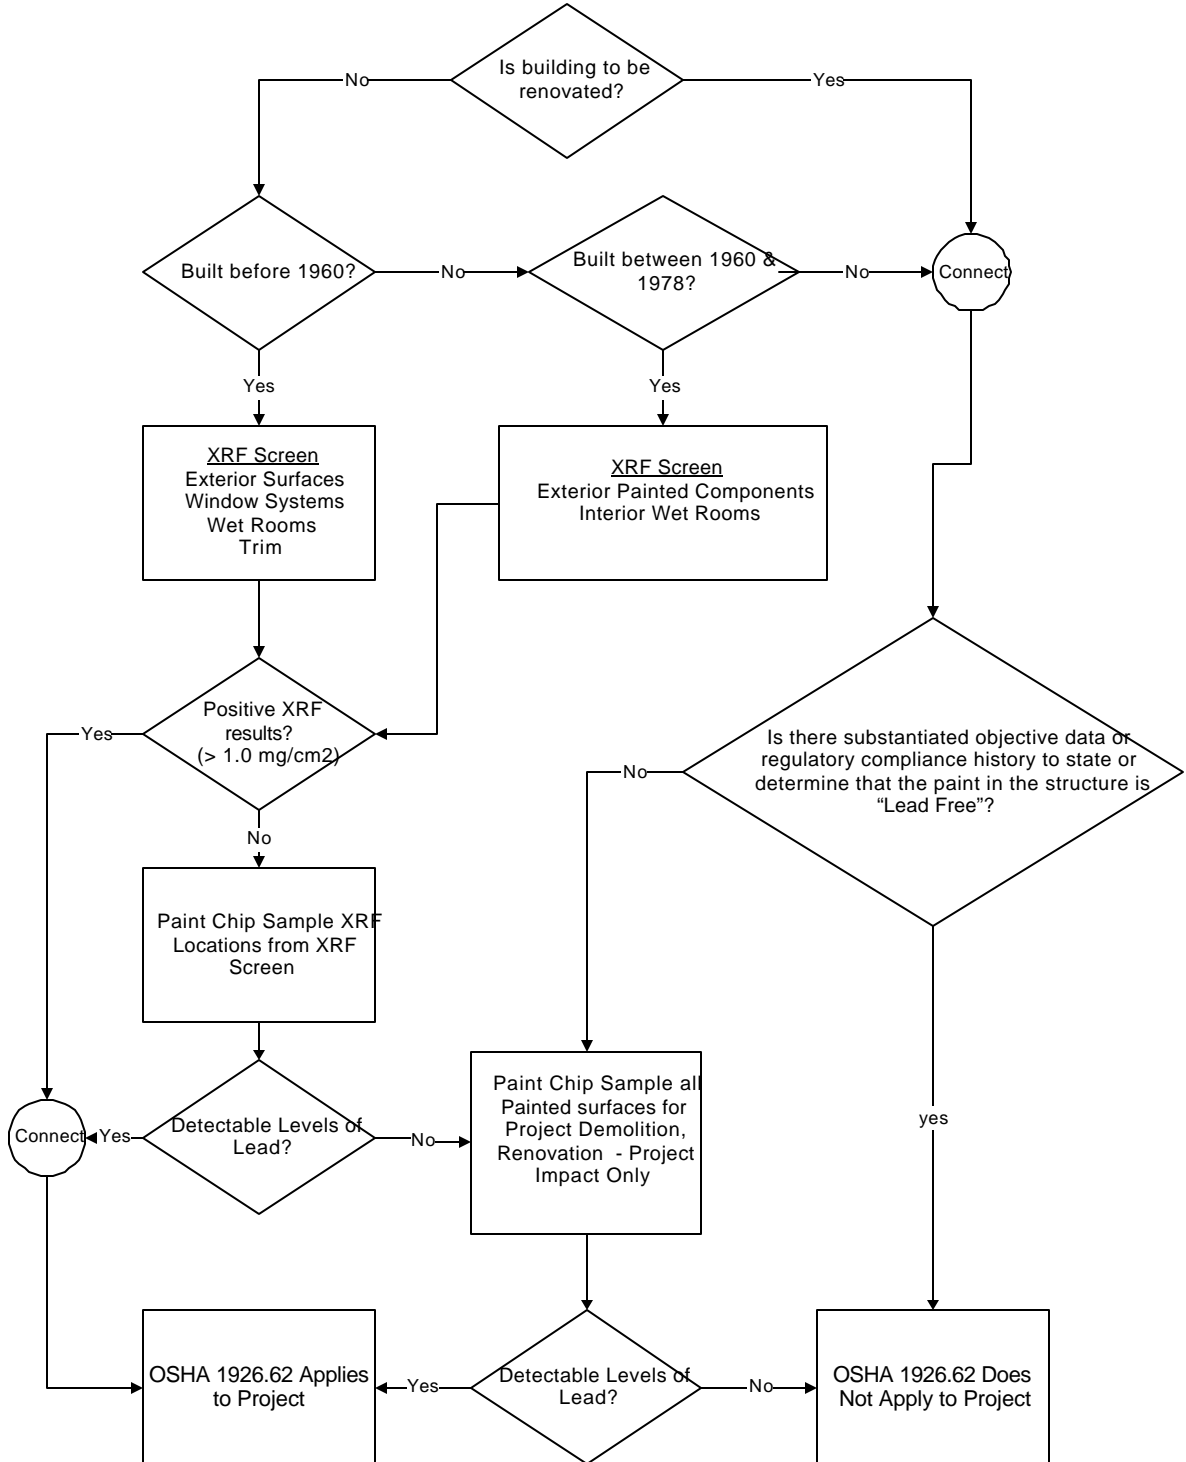 Is building to be
renovated?
No
Yes
Built before 1960?
No
Built between 1960 &
1978?
No
Connect
Yes
Yes
XRF Screen
Exterior Surfaces
Window Systems
Wet Rooms
Trim
XRF Screen
Exterior Painted Components
Interior Wet Rooms
Positive XRF
results?
(> 1.0 mg/cm2)
Yes
No
Is there substantiated objective data or
regulatory compliance history to state or
determine that the paint in the structure is
“Lead Free”?
No
yes
Paint Chip Sample XRF
Locations from XRF
Screen
Paint Chip Sample all
Painted surfaces for
Project Demolition,
Renovation - Project
Impact Only
Connect
Yes
Detectable Levels of
Lead?
No
OSHA 1926.62 Applies
to Project
Yes
Detectable Levels of
Lead?
No
OSHA 1926.62 Does
Not Apply to Project